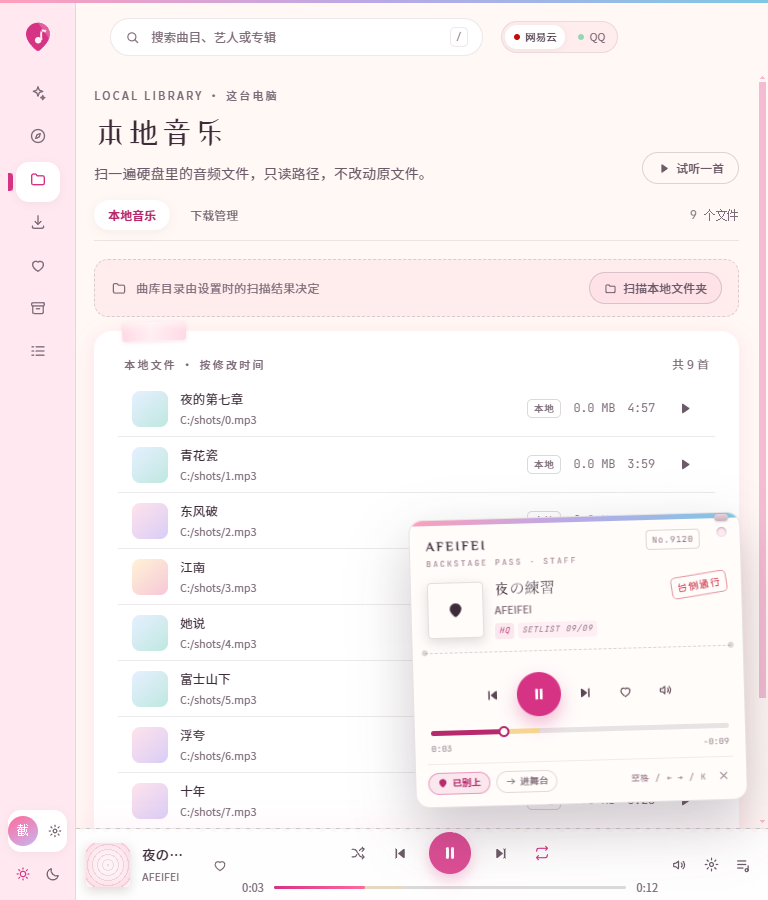 搜索曲目、艺人或专辑 /
网易云 QQ
LOCAL LIBRARY • 这台电脑
本地音乐
扫一遍硬盘里的音频文件，只读路径，不改动原文件。
试听一首
本地音乐 下载管理
9 个文件
曲库目录由设置时的扫描结果决定
扫描本地文件夹
本地文件 • 按修改时间
共 9 首
夜的第七章
C:/shots/0.mp3
本地 0.0 MB 4:57
青花瓷
C:/shots/1.mp3
本地 0.0 MB 3:59
东风破
C:/shots/2.mp3
江南
C:/shots/3.mp3
她说
C:/shots/4.mp3
富士山下
C:/shots/5.mp3
浮夸
C:/shots/6.mp3
十年
C:/shots/7.mp3
AFEIFEI
BACKSTAGE PASS · STAFF
No.9120
夜の練習
AFEIFEI
HQ SETLIST 09/09
台侧通行
0:03
-0:09
已别上
进舞台
空格 / ← → / K
截
夜の…
AFEIFEI
0:03
0:12